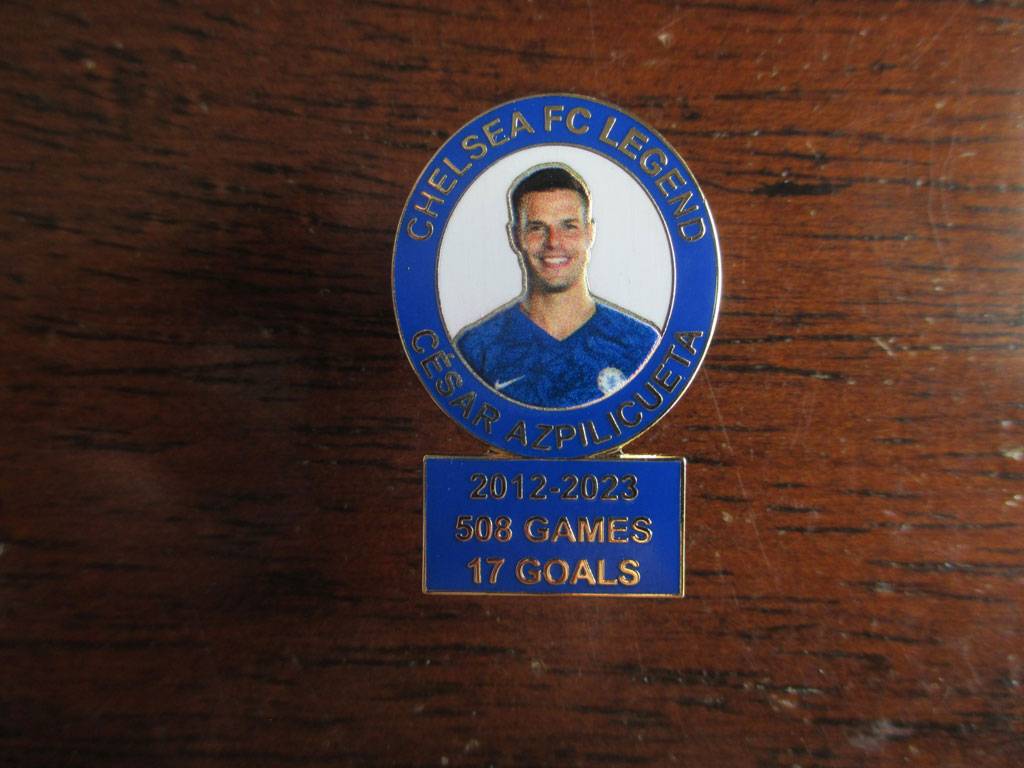 CHELSEA FC LEGEND
CÉSAR AZPILICUETA
2012-2023
508 GAMES
17 GOALS